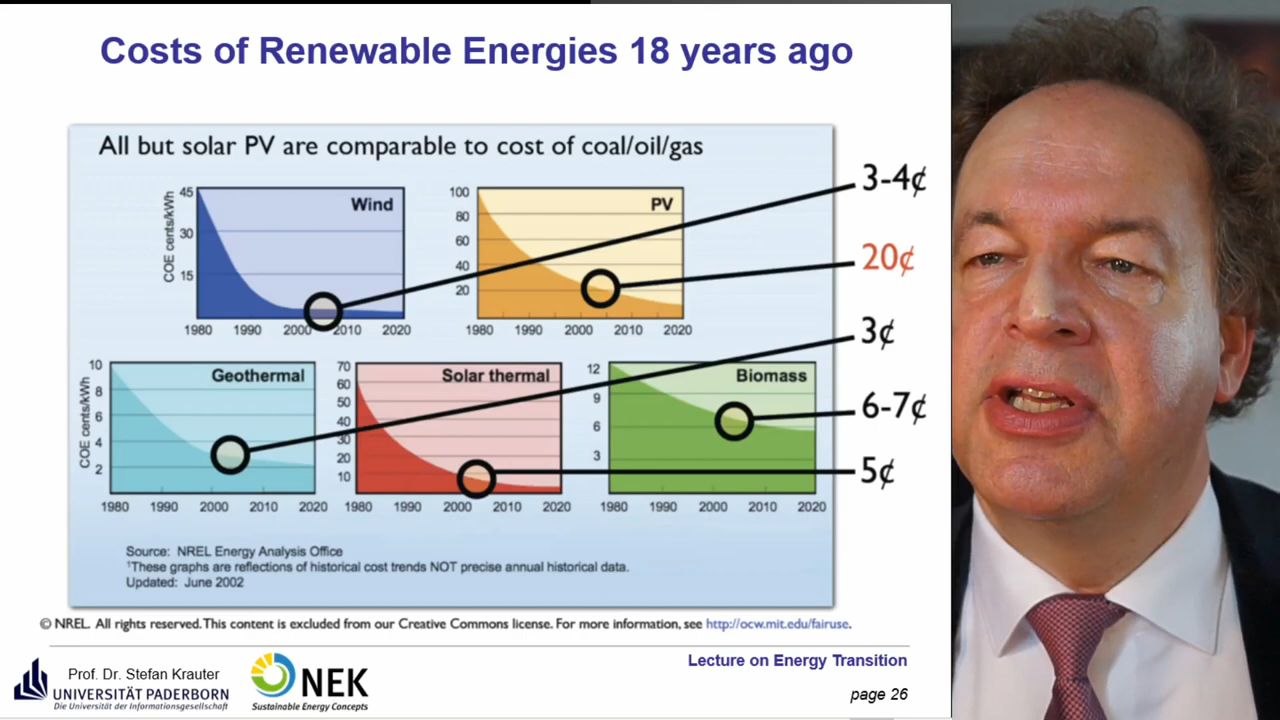 Costs of Renewable Energies 18 years ago
All but solar PV are comparable to cost of coal/oil/gas
COE cents/kWh
45
30
15
Wind
1980 1990 2000 2010 2020
100
80
60
40
20
PV
1980 1990 2000 2010 2020
3-4¢
20¢
3¢
6-7¢
5¢
COE cents/kWh
10
8
6
4
2
Geothermal
1980 1990 2000 2010 2020
70
60
50
40
30
20
10
Solar thermal
1980 1990 2000 2010 2020
12
9
6
3
Biomass
1980 1990 2000 2010 2020
Source: NREL Energy Analysis Office
¹These graphs are reflections of historical cost trends NOT precise annual historical data.
Updated: June 2002
© NREL. All rights reserved. This content is excluded from our Creative Commons license. For more information, see http://ocw.mit.edu/fairuse.
Prof. Dr. Stefan Krauter
UNIVERSITÄT PADERBORN
Die Universität der Informationsgesellschaft
NEK
Sustainable Energy Concepts
Lecture on Energy Transition
page 26